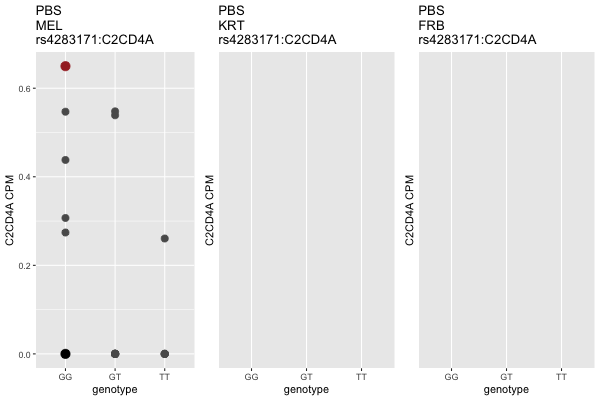 PBS
MEL
rs4283171:C2CD4A
C2CD4A CPM
0.6
0.4
0.2
0.0
GG GT TT
genotype
PBS
KRT
rs4283171:C2CD4A
C2CD4A CPM
GG GT TT
genotype
PBS
FRB
rs4283171:C2CD4A
C2CD4A CPM
GG GT TT
genotype